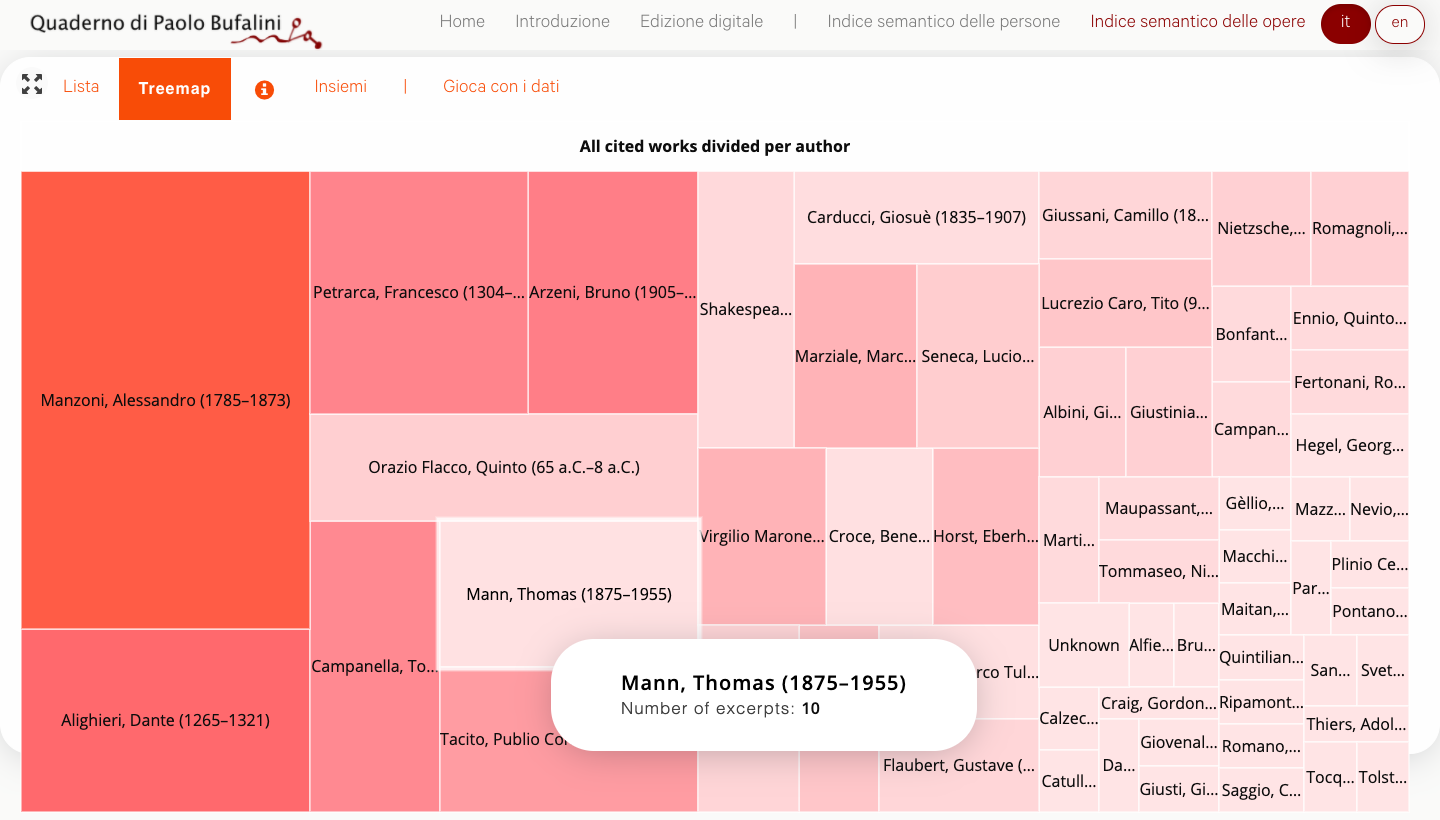 Quaderno di Paolo Bufalini
Home Introduzione Edizione digitale | Indice semantico delle persone Indice semantico delle opere it en
Lista Treemap Insiemi | Gioca con i dati
All cited works divided per author
Manzoni, Alessandro (1785–1873)
Alighieri, Dante (1265–1321)
Petrarca, Francesco (1304–...
Arzeni, Bruno (1905–...
Orazio Flacco, Quinto (65 a.C.–8 a.C.)
Campanella, To...
Mann, Thomas (1875–1955)
Tacito, Publio Co
Mann, Thomas (1875–1955)
Number of excerpts: 10
Shakespea...
Carducci, Giosuè (1835–1907)
Marziale, Marc...
Seneca, Lucio...
Virgilio Marone...
Croce, Bene...
Horst, Eberh...
rco Tul...
Flaubert, Gustave (...
Giussani, Camillo (18...
Lucrezio Caro, Tito (9...
Albini, Gi...
Giustinia...
Nietzsche,...
Romagnoli,...
Bonfant...
Campan...
Ennio, Quinto...
Fertonani, Ro...
Hegel, Georg...
Marti...
Maupassant,...
Tommaseo, Ni...
Gèllio,...
Macchi...
Maitan,...
Mazz...
Nevio,...
Par...
Plinio Ce...
Pontano...
Unknown
Alfie...
Bru...
Calzec...
Catull...
Craig, Gordon...
Da...
Giovenal...
Giusti, Gi...
Quintilian...
Ripamont...
Romano,...
Saggio, C...
San...
Svet...
Thiers, Adol...
Tocq...
Tolst...